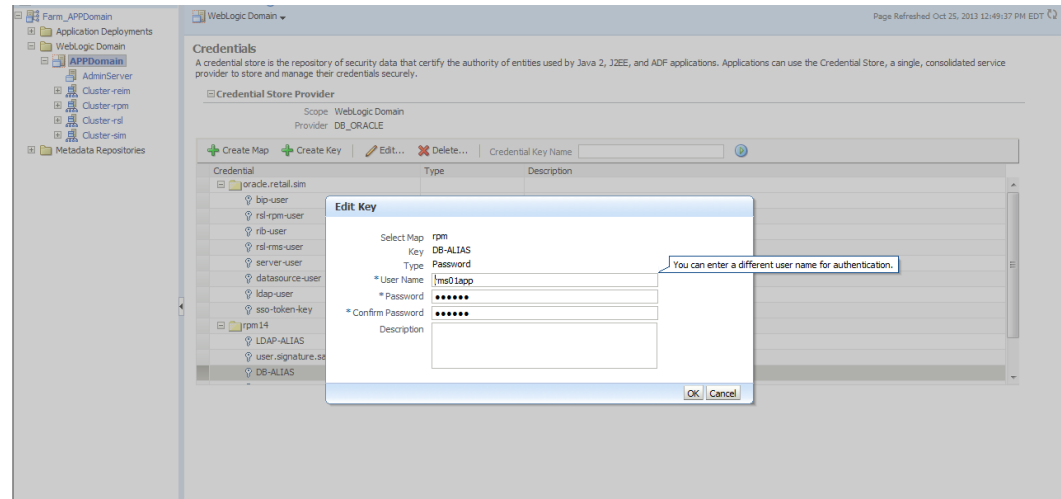 Farm_APPDomain
Application Deployments
WebLogic Domain
APPDomain
AdminServer
Cluster-reim
Cluster-rpm
Cluster-rsl
Cluster-sim
Metadata Repositories
WebLogic Domain
Page Refreshed Oct 25, 2013 12:49:37 PM EDT
Credentials
A credential store is the repository of security data that certify the authority of entities used by Java 2, J2EE, and ADF applications. Applications can use the Credential Store, a single, consolidated service
provider to store and manage their credentials securely.
Credential Store Provider
Scope WebLogic Domain
Provider DB_ORACLE
Create Map Create Key Edit... Delete... Credential Key Name
Credential Type Description
oracle.retail.sim
bip-user
rsl-rpm-user
rib-user
rsl-rms-user
server-user
datasource-user
ldap-user
sso-token-key
rpm14
LDAP-ALIAS
user.signature.sa
DB-ALIAS
Edit Key
Select Map rpm
Key DB-ALIAS
Type Password
You can enter a different user name for authentication.
* User Name
* Password ••••••
* Confirm Password ••••••
Description
OK Cancel